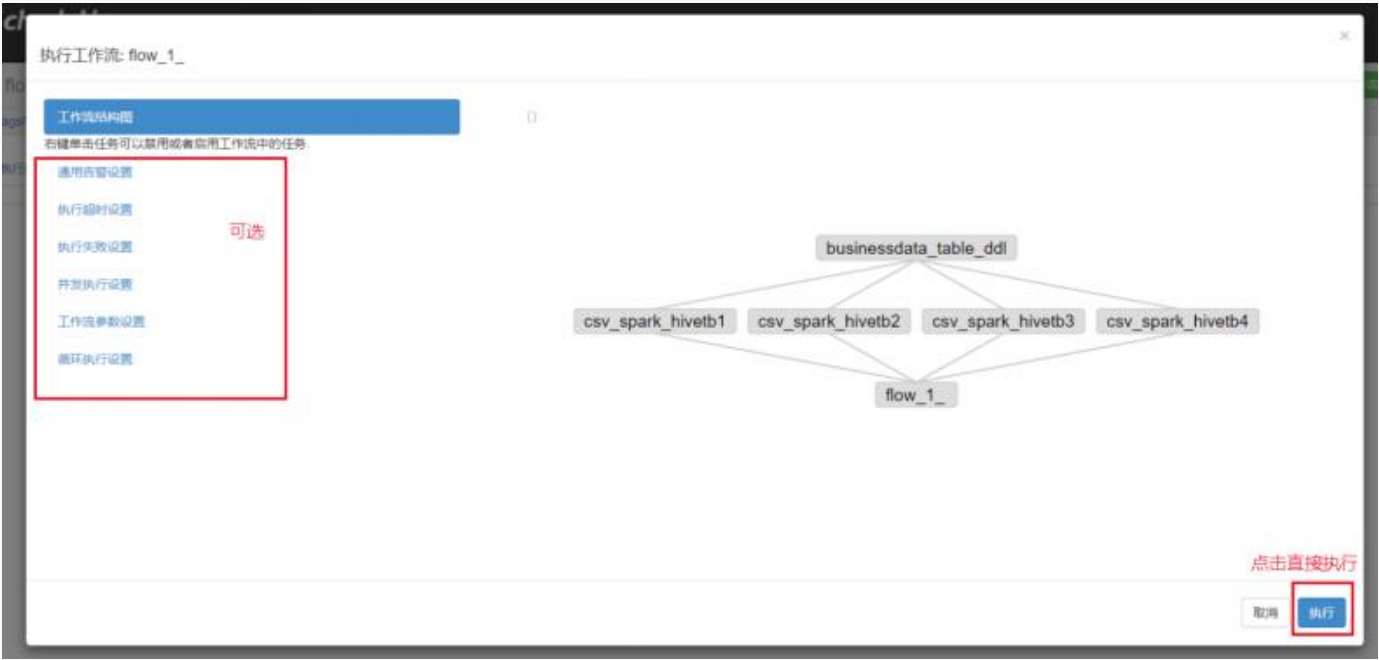 执行工作流: flow_1_
×
工作流结构图
右键单击任务可以禁用或者启用工作流中的任务.
通用告警设置
执行超时设置
可选
执行失败设置
并发执行设置
工作流参数设置
循环执行设置
businessdata_table_ddl
csv_spark_hivetb1 csv_spark_hivetb2 csv_spark_hivetb3 csv_spark_hivetb4
flow_1_
点击直接执行
取消 执行